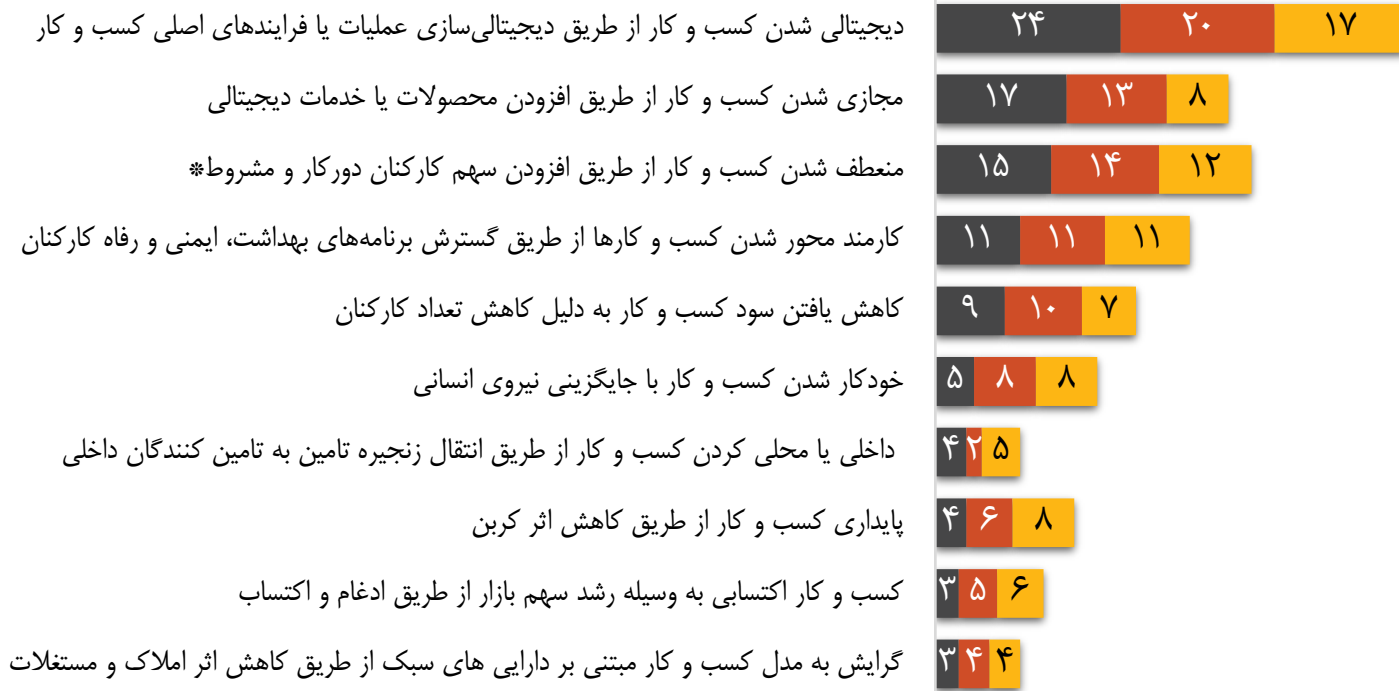 دیجیتالی شدن کسب و کار از طریق دیجیتالی‌سازی عملیات یا فرایندهای اصلی کسب و کار ۲۴ ۲۰ ۱۷
مجازی شدن کسب و کار از طریق افزودن محصولات یا خدمات دیجیتالی ۱۷ ۱۳ ۸
منعطف شدن کسب و کار از طریق افزودن سهم کارکنان دورکار و مشروط* ۱۵ ۱۴ ۱۲
کارمند محور شدن کسب و کارها از طریق گسترش برنامه‌های بهداشت، ایمنی و رفاه کارکنان ۱۱ ۱۱ ۱۱
کاهش یافتن سود کسب و کار به دلیل کاهش تعداد کارکنان ۹ ۱۰ ۷
خودکار شدن کسب و کار با جایگزینی نیروی انسانی ۵ ۸ ۸
داخلی یا محلی کردن کسب و کار از طریق انتقال زنجیره تامین به تامین کنندگان داخلی ۴ ۲ ۵
پایداری کسب و کار از طریق کاهش اثر کربن ۴ ۶ ۸
کسب و کار اکتسابی به وسیله رشد سهم بازار از طریق ادغام و اکتساب ۳ ۵ ۶
گرایش به مدل کسب و کار مبتنی بر دارایی های سبک از طریق کاهش اثر املاک و مستغلات ۳ ۴ ۴